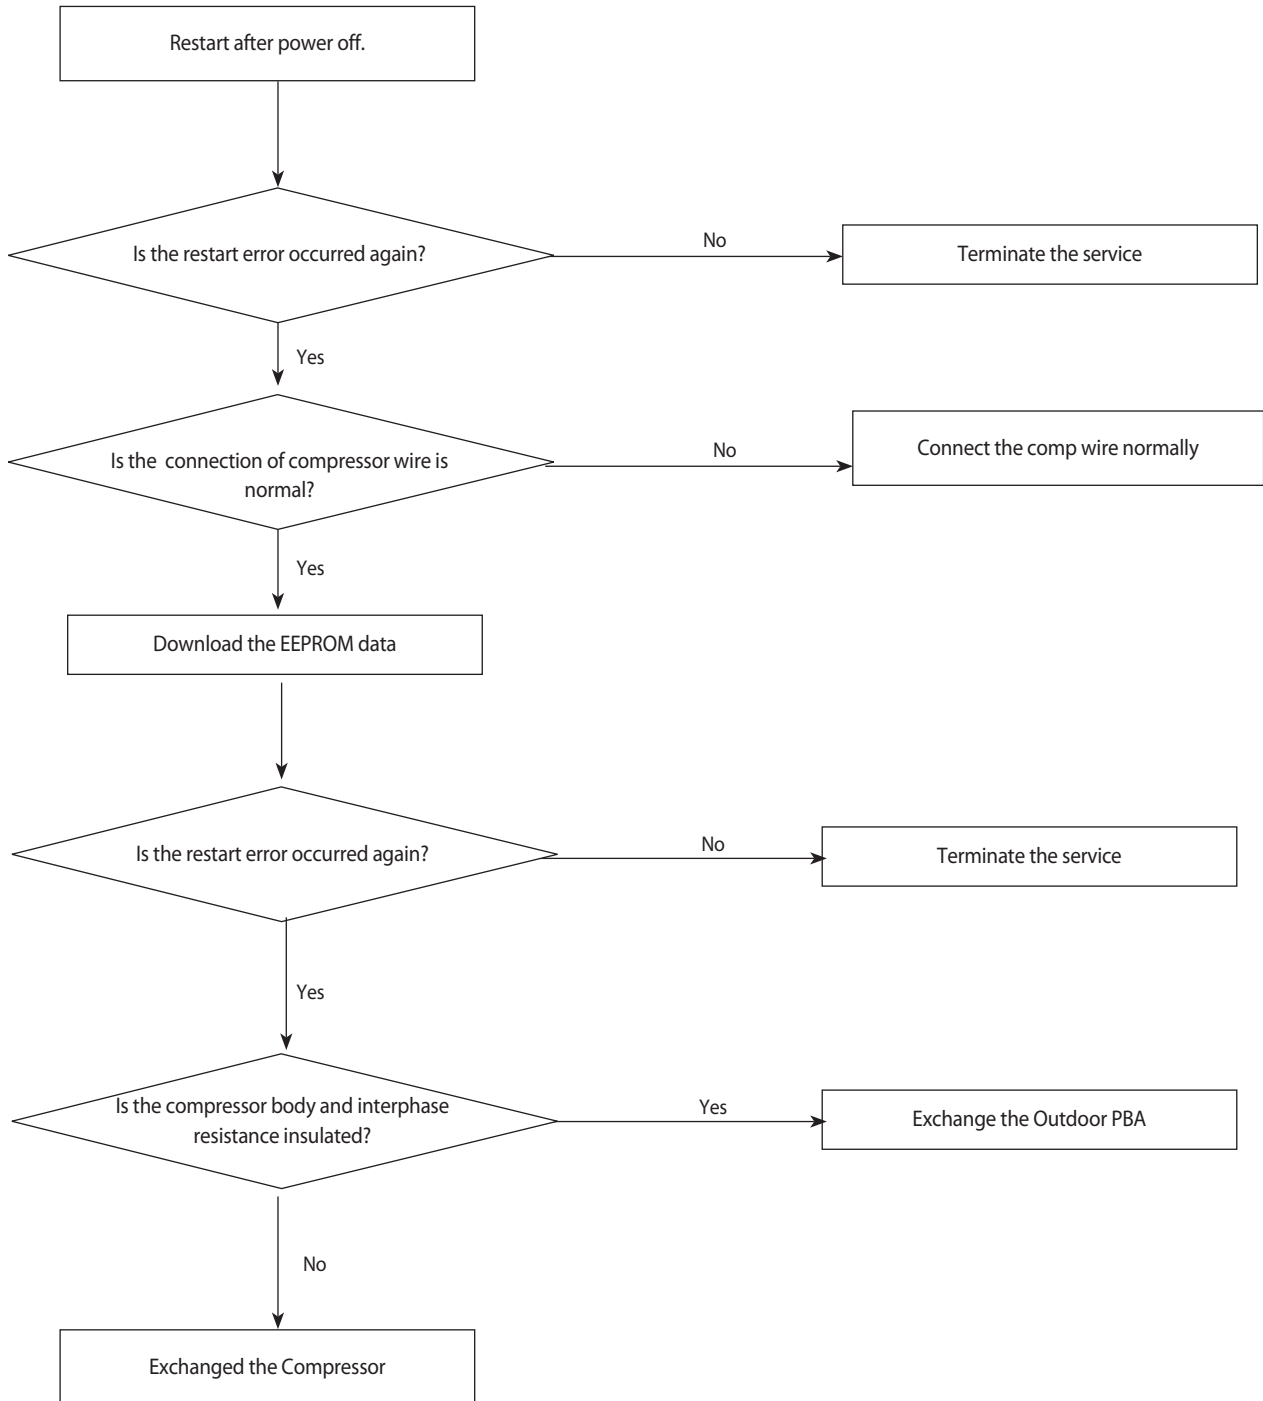 Restart after power off.
Is the restart error occurred again?
No
Terminate the service
Yes
Is the connection of compressor wire is
normal?
No
Connect the comp wire normally
Yes
Download the EEPROM data
Is the restart error occurred again?
No
Terminate the service
Yes
Is the compressor body and interphase
resistance insulated?
Yes
Exchange the Outdoor PBA
No
Exchanged the Compressor